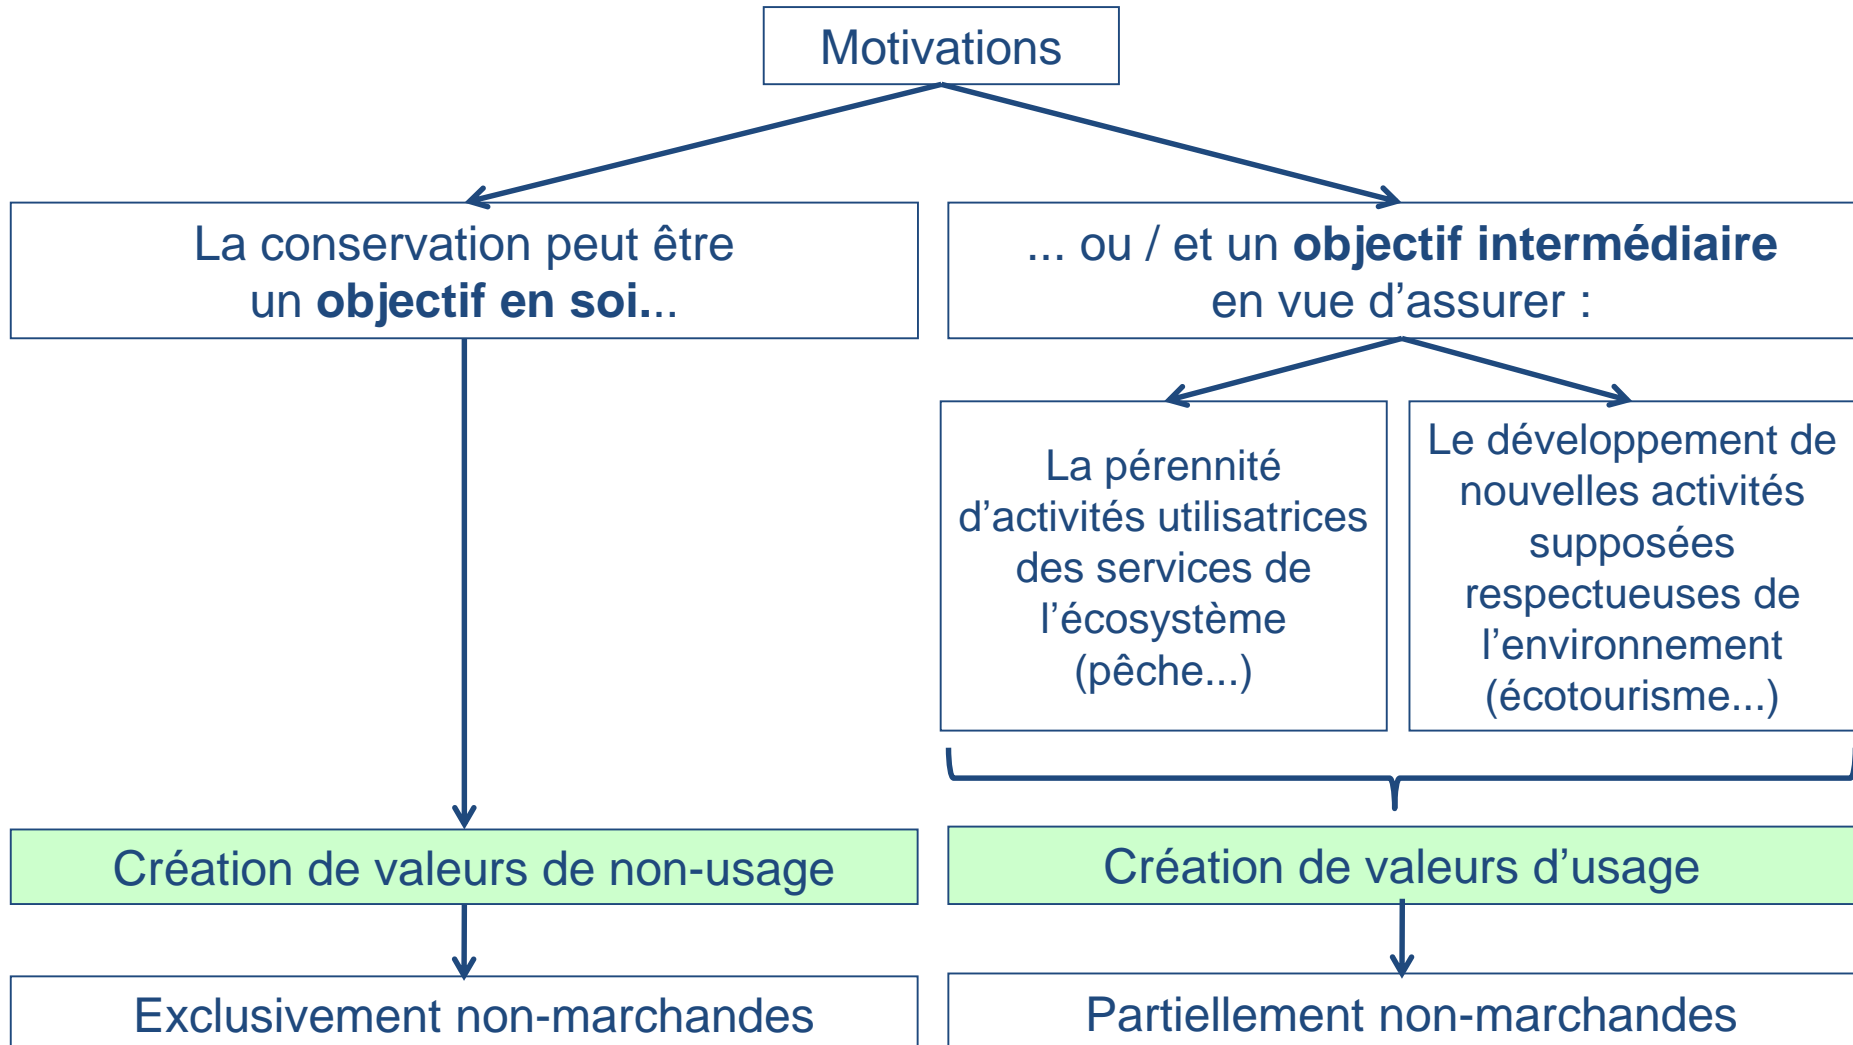 Motivations
La conservation peut être
un objectif en soi...
... ou / et un objectif intermédiaire
en vue d’assurer :
La pérennité
d’activités utilisatrices
des services de
l’écosystème
(pêche...)
Le développement de
nouvelles activités
supposées
respectueuses de
l’environnement
(écotourisme...)
Création de valeurs de non-usage
Création de valeurs d’usage
Exclusivement non-marchandes
Partiellement non-marchandes